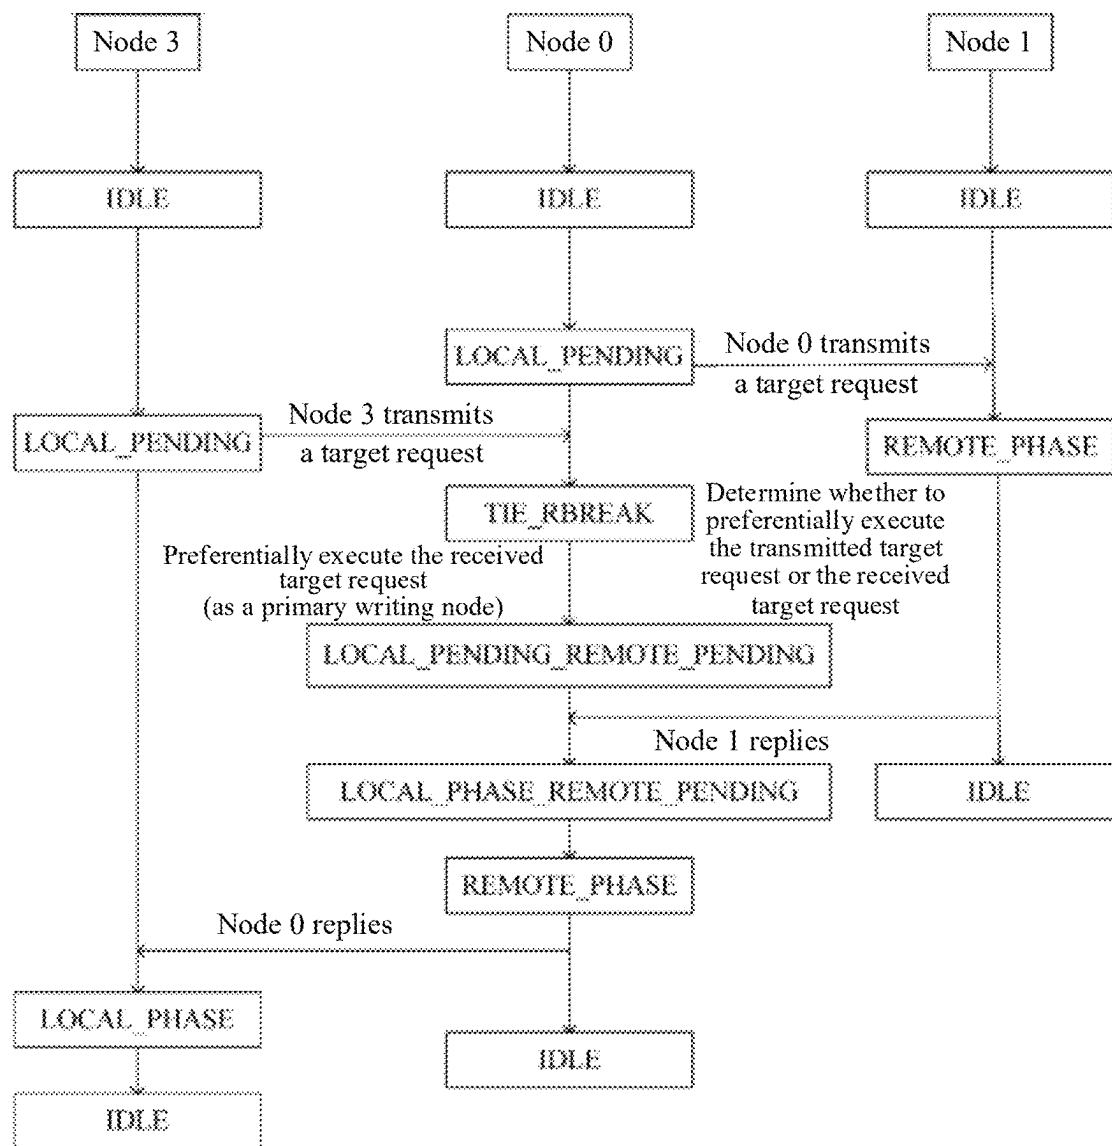 Node 3
Node 0
Node 1
IDLE
IDLE
IDLE
LOCAL_PENDING
Node 0 transmits
a target request
LOCAL_PENDING
Node 3 transmits
a target request
REMOTE_PHASE
TIE_RBREAK
Determine whether to
preferentially execute
the transmitted target
request or the received
target request
Preferentially execute the received
target request
(as a primary writing node)
LOCAL_PENDING_REMOTE_PENDING
Node 1 replies
LOCAL_PHASE_REMOTE_PENDING
IDLE
REMOTE_PHASE
Node 0 replies
LOCAL_PHASE
IDLE
IDLE